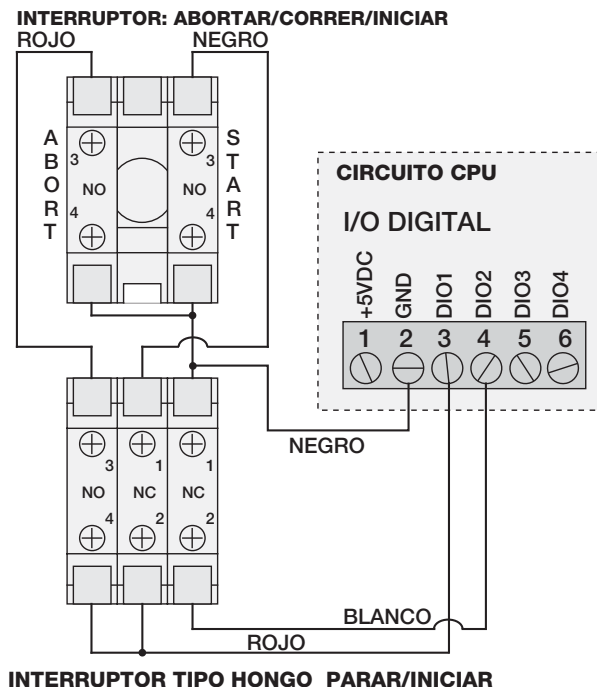 INTERRUPTOR: ABORTAR/CORRER/INICIAR
ROJO NEGRO
ABORT
3
NO
4
START
3
NO
4
CIRCUITO CPU
I/O DIGITAL
+5VDC GND DIO1 DIO2 DIO3 DIO4
1 2 3 4 5 6
NEGRO
3 1 1
NO NC NC
4 2 2
BLANCO
ROJO
INTERRUPTOR TIPO HONGO PARAR/INICIAR